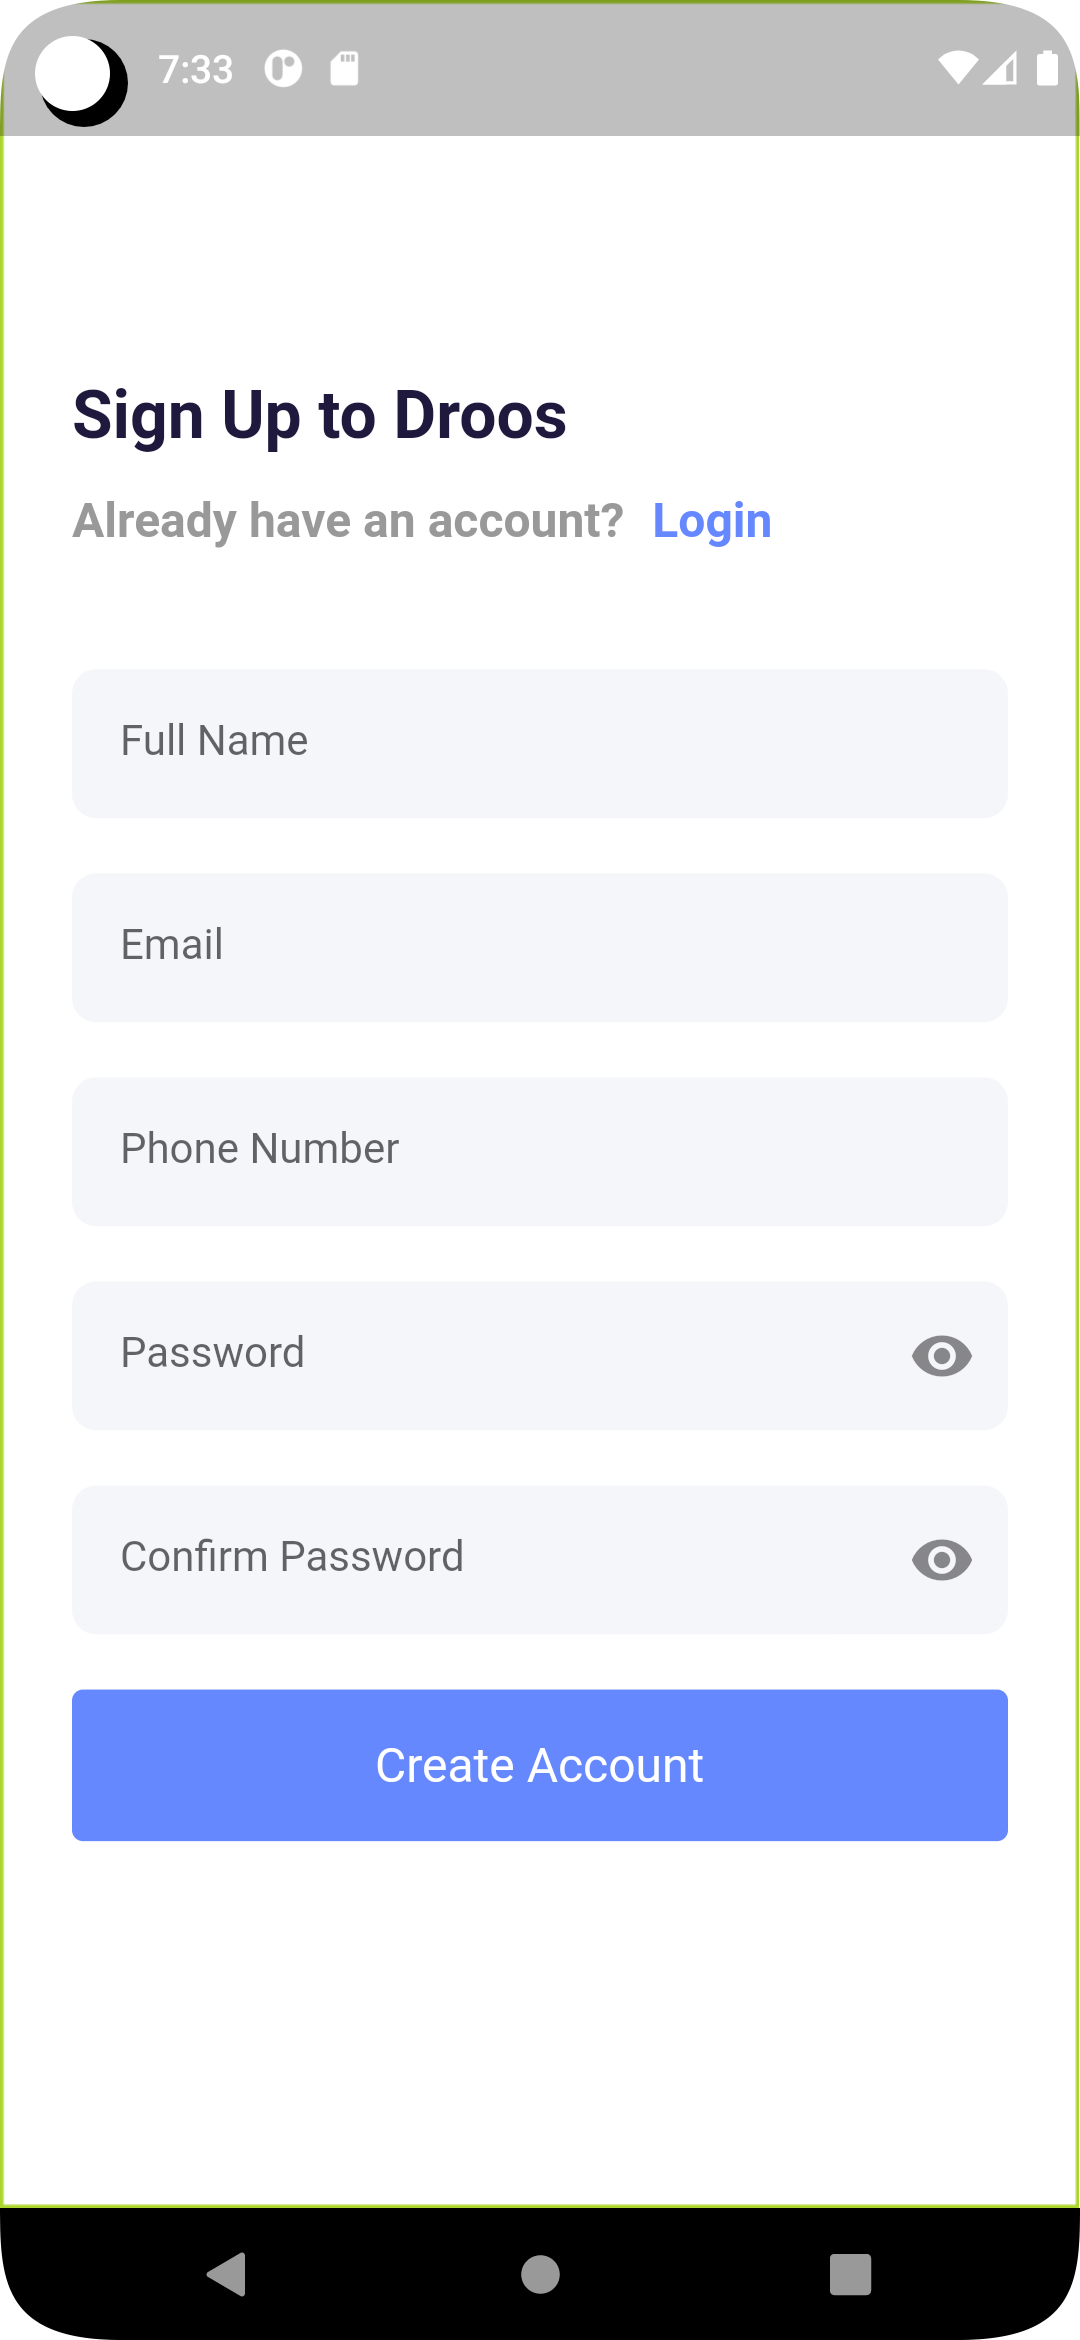 7:33
Sign Up to Droos
Already have an account? Login
Full Name
Email
Phone Number
Password
Confirm Password
Create Account